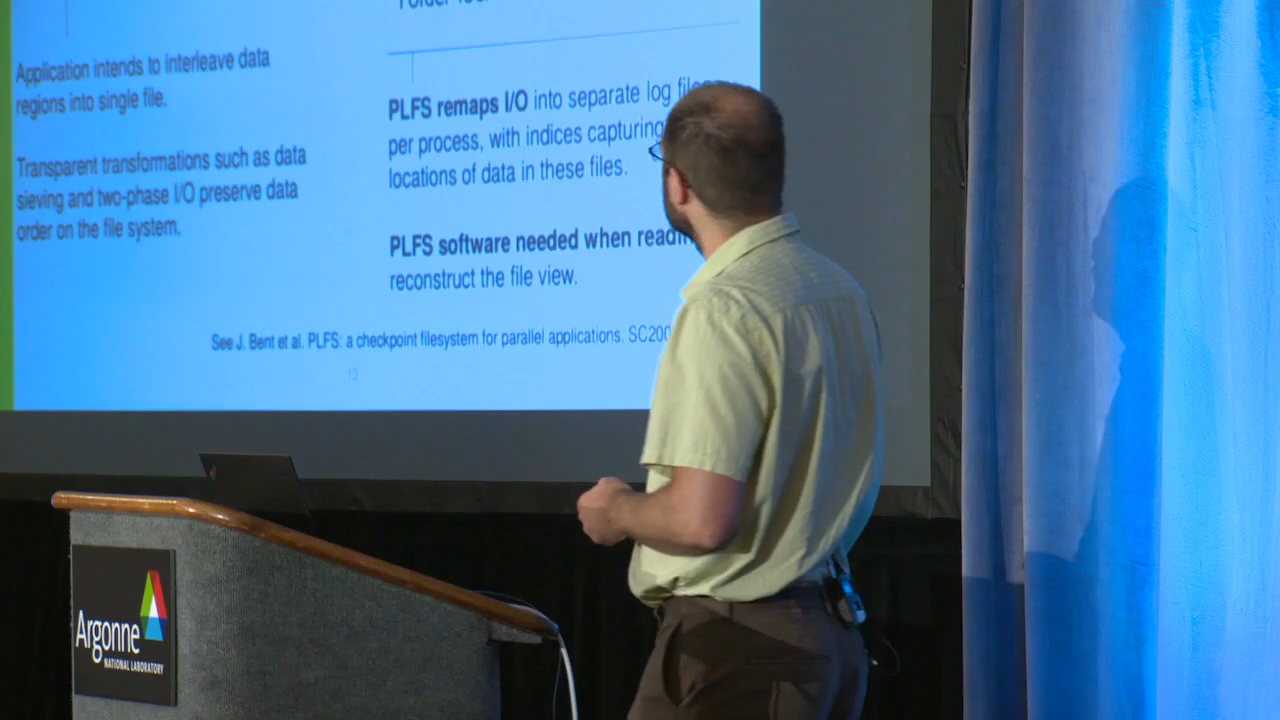 Application intends to interleave data
regions into single file.
Transparent transformations such as data
sieving and two-phase I/O preserve data
order on the file system.
PLFS remaps I/O into separate log
per process, with indices capturing
locations of data in these files.
PLFS software needed when
reconstruct the file view.
See J. Bent et al. PLFS: a checkpoint filesystem for parallel applications.
13
Argonne
NATIONAL LABORATORY